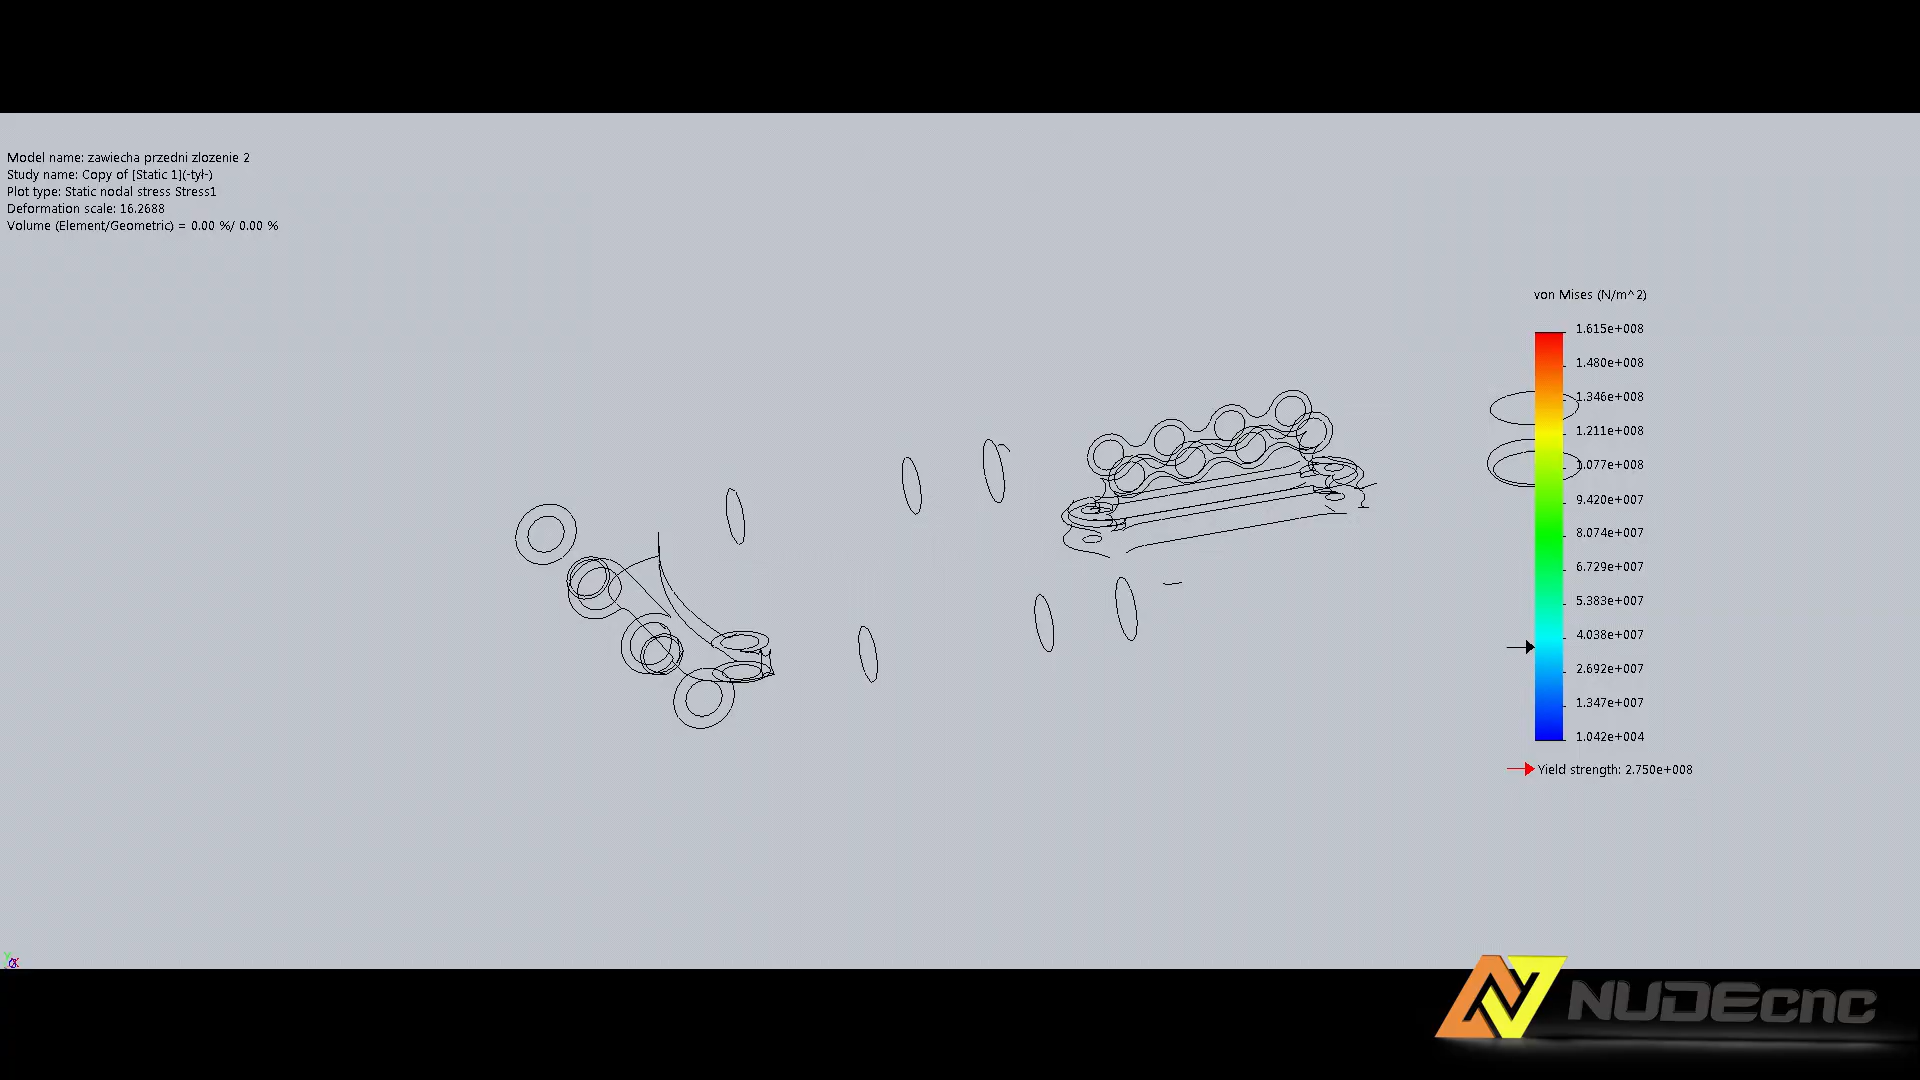 Model name: zawiecha przedni zlozenie 2
Study name: Copy of [Static 1](-tył-)
Plot type: Static nodal stress Stress1
Deformation scale: 16.2688
Volume (Element/Geometric) = 0.00 %/ 0.00 %
von Mises (N/m^2)
1.615e+008
1.480e+008
1.346e+008
1.211e+008
1.077e+008
9.420e+007
8.074e+007
6.729e+007
5.383e+007
4.038e+007
2.692e+007
1.347e+007
1.042e+004
Yield strength: 2.750e+008
NUDEcnc